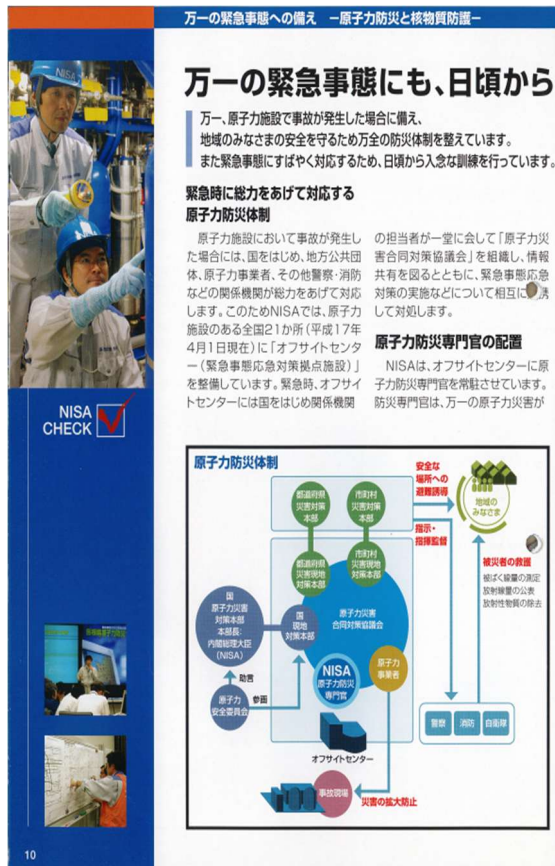 万一の緊急事態への備え －原子力防災と核物質防護－
万一の緊急事態にも、日頃から
万一、原子力施設で事故が発生した場合に備え、
地域のみなさまの安全を守るため万全の防災体制を整えています。
また緊急事態にすばやく対応するため、日頃から入念な訓練を行っています。
緊急時に総力をあげて対応する
原子力防災体制
原子力施設において事故が発生し
た場合には、国をはじめ、地方公共団
体、原子力事業者、その他警察・消防
などの関係機関が総力をあげて対応
します。このためNISAでは、原子力
施設のある全国21か所（平成17年
4月1日現在）に「オフサイトセンタ
ー（緊急事態応急対策拠点施設）」
を整備しています。緊急時、オフサイ
トセンターには国をはじめ関係機関
の担当者が一堂に会して「原子力災
害合同対策協議会」を組織し、情報
共有を図るとともに、緊急事態応急
対策の実施などについて相互に
して対処します。
原子力防災専門官の配置
NISAは、オフサイトセンターに原
子力防災専門官を常駐させています。
防災専門官は、万一の原子力災害が
NISA
NISA
CHECK
原子力防災体制
都道府県
災害対策
本部
市町村
災害対策
本部
安全な
場所への
避難誘導
地域の
みなさま
指示・
指揮監督
都道府県
災害現地
対策本部
市町村
災害現地
対策本部
被災者の救護
被ばく線量の測定
放射線量の公表
放射性物質の除去
国
原子力災害
対策本部
本部長:
内閣総理大臣
（NISA）
国
現地
対策本部
原子力災害
合同対策協議会
NISA
原子力防災
専門官
原子力
事業者
助言
参画
原子力
安全委員会
警察
消防
自衛隊
オフサイトセンター
事故現場
災害の拡大防止
10